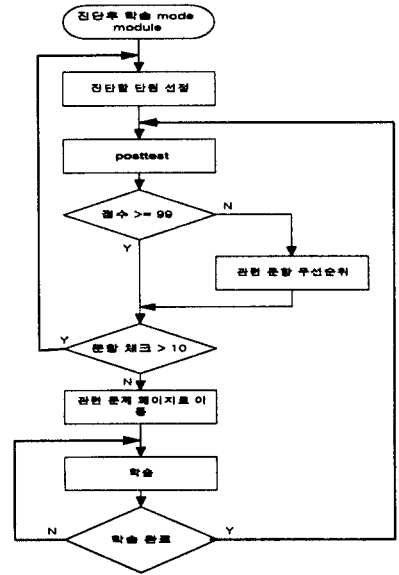 진단후 학습 mode
module
진단할 단원 선정
posttest
점수 >= 99
N
Y
관련 문항 우선순위
Y
문항 체크 > 10
N
관련 문제 페이지로 이
동
학습
N
Y
학습 완료